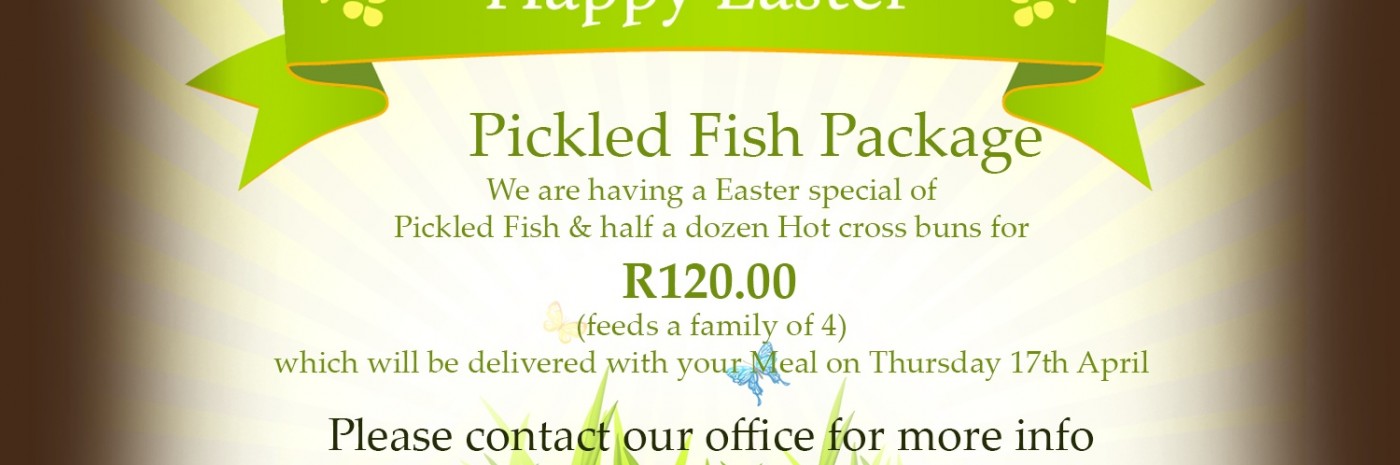 Happy Easter
Pickled Fish Package
We are having a Easter special of
Pickled Fish & half a dozen Hot cross buns for
R120.00
(feeds a family of 4)
which will be delivered with your Meal on Thursday 17th April
Please contact our office for more info